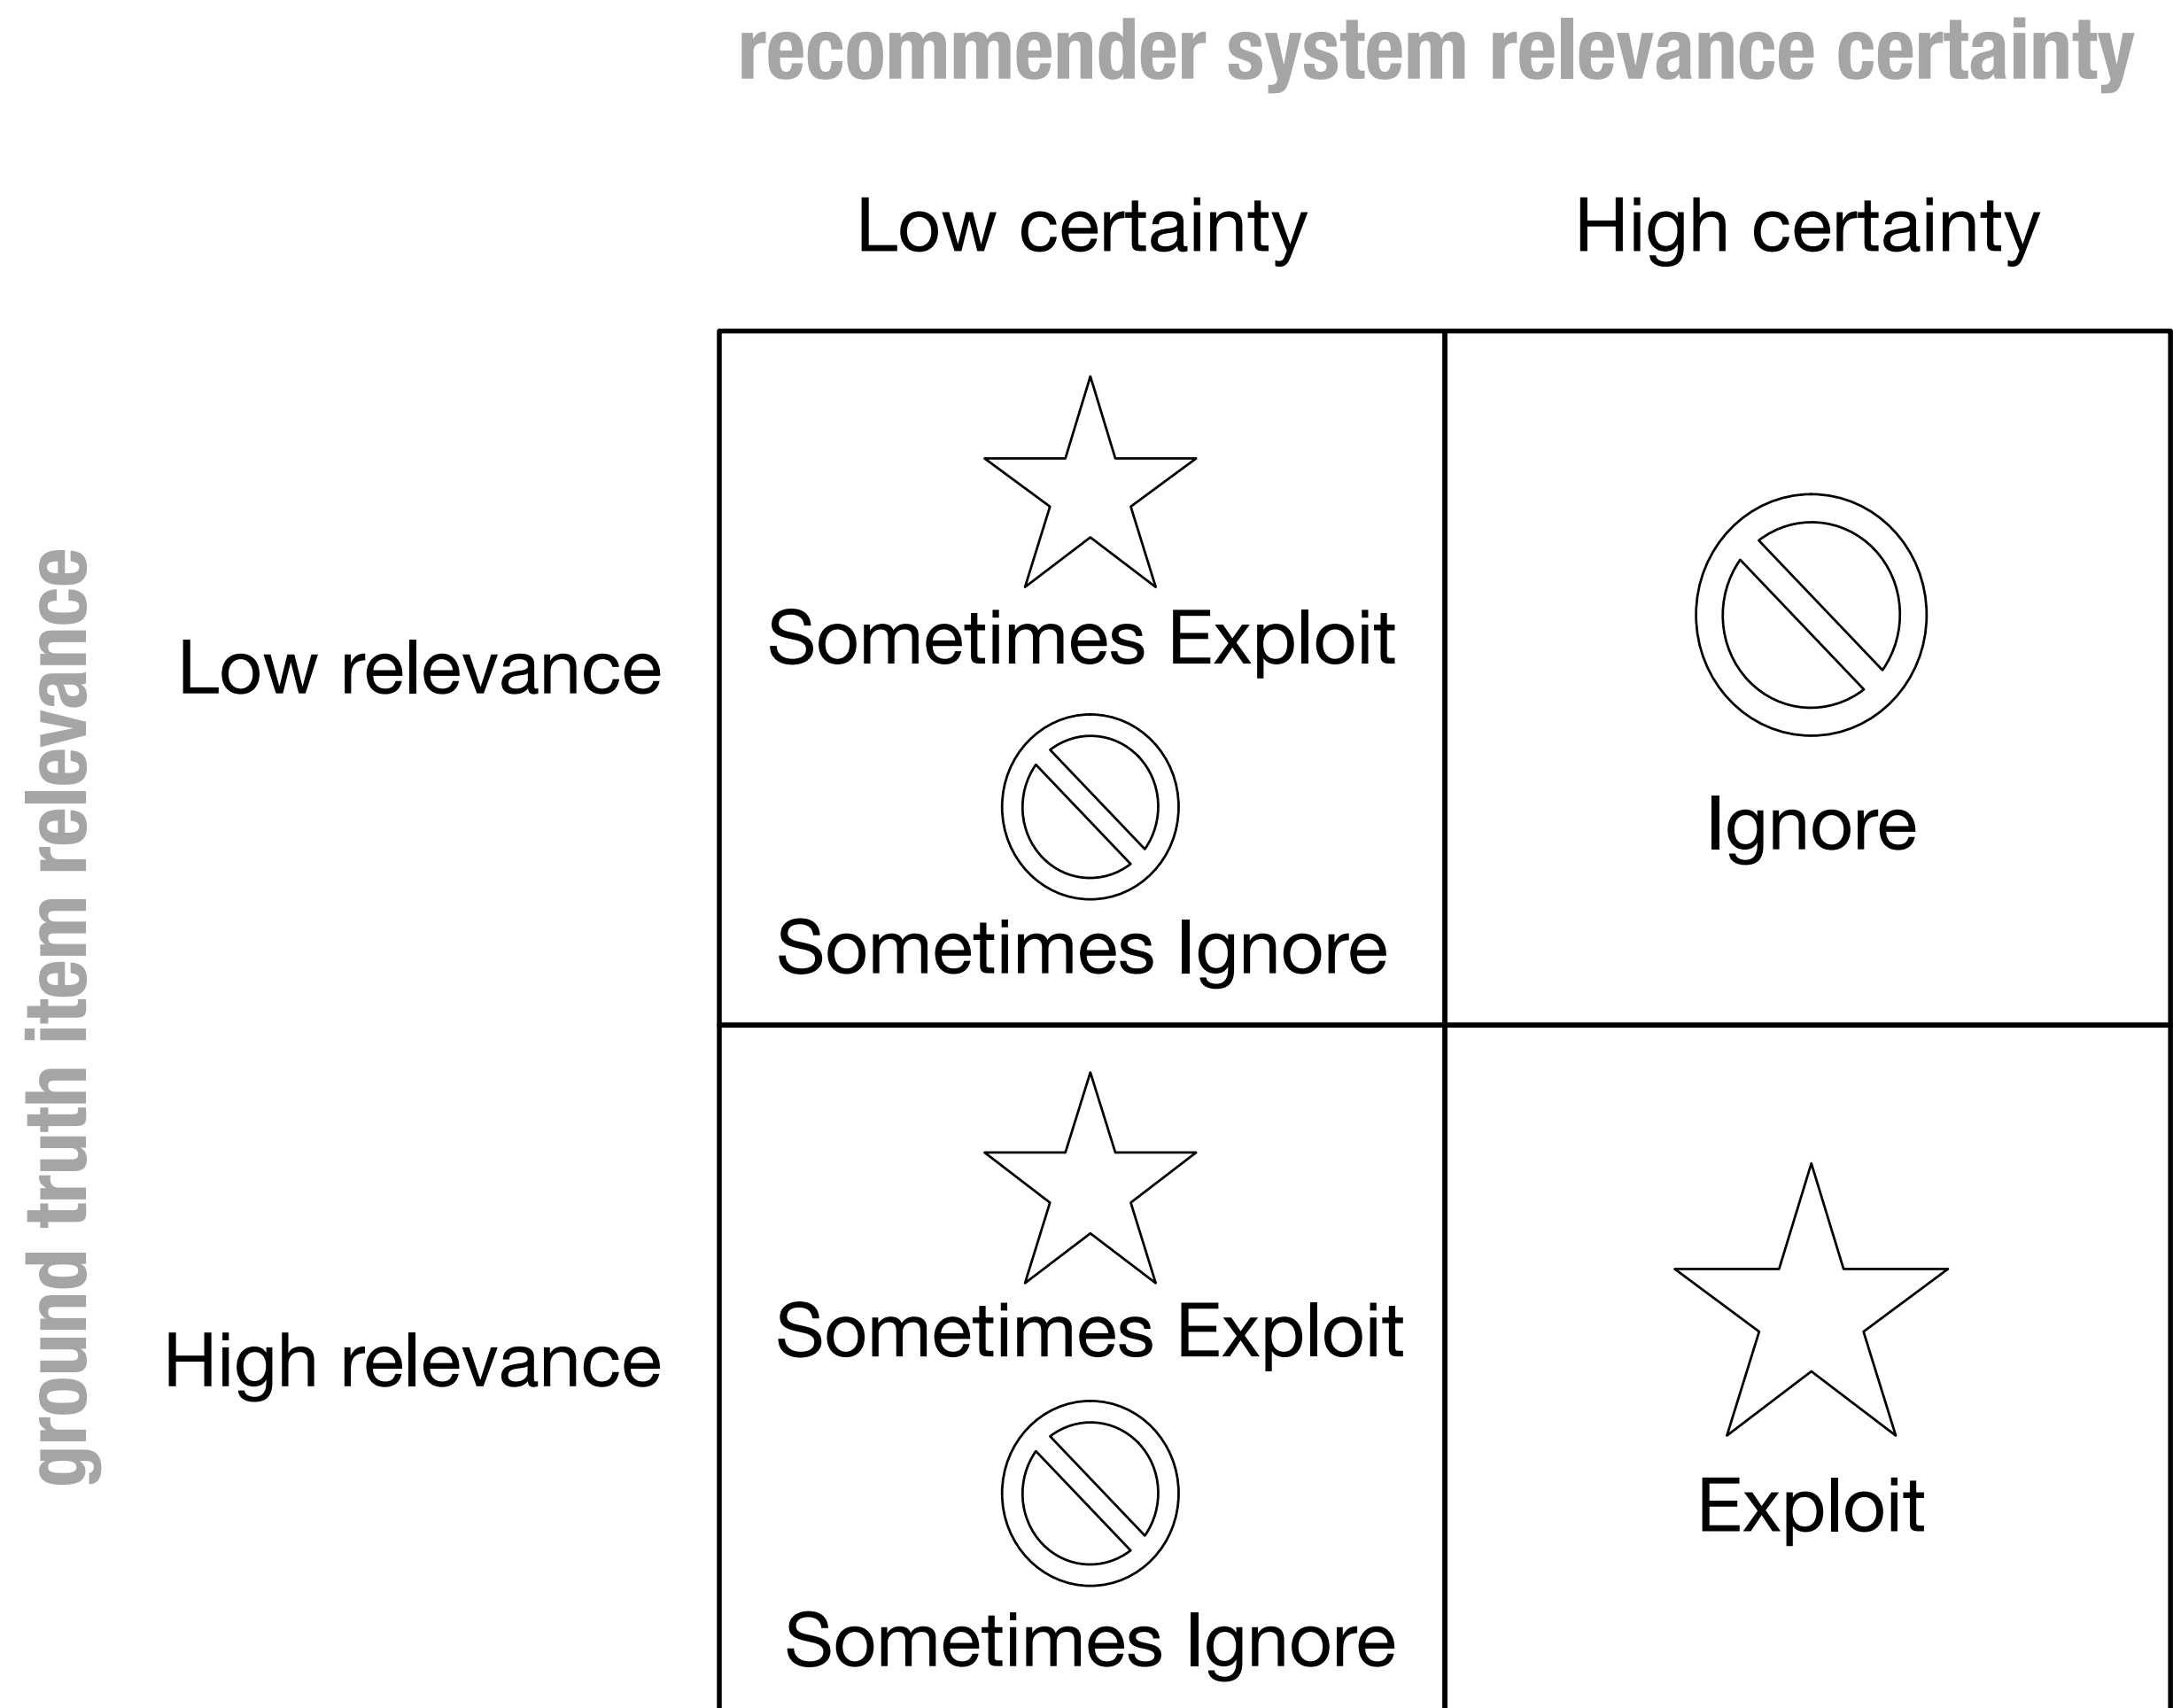 recommender system relevance certainty
Low certainty
High certainty
ground truth item relevance
Low relevance
Sometimes Exploit
Sometimes Ignore
Ignore
High relevance
Sometimes Exploit
Sometimes Ignore
Exploit